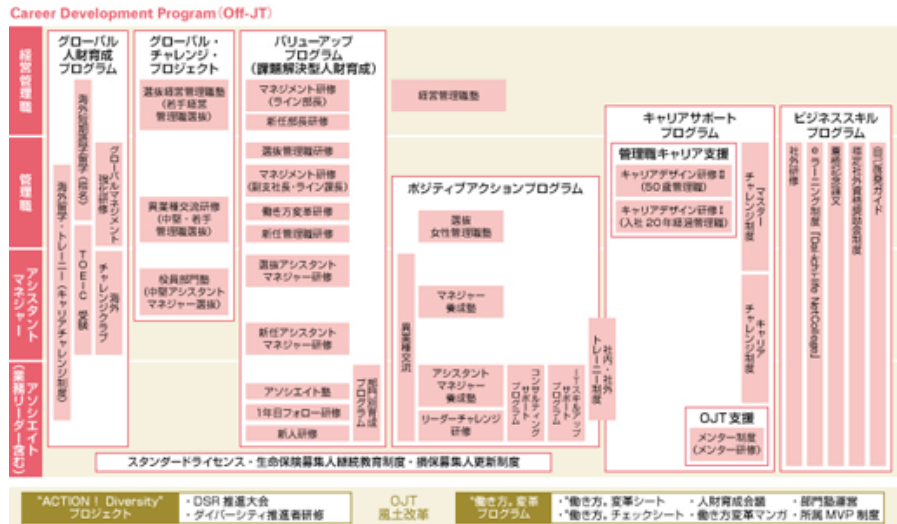 Career Development Program（Off-JT）
経営管理職
管理職
アシスタント
マネジャー
アソシエイト
（業務リーダー含む）
グローバル
人財育成
プログラム
海外短期語学留学（指名）
グローバルマネジメント
強化研修
海外留学・トレーニー（キャリアチャレンジ制度）
TOEIC 受験
海外
チャレンジクラブ
グローバル・
チャレンジ・
プロジェクト
選抜経営管理職塾
（若手経営
管理職選抜）
異業種交流研修
（中堅・若手
管理職選抜）
役員部門塾
（中堅アシスタント
マネジャー選抜）
バリューアップ
プログラム
（課題解決型人財育成）
マネジメント研修
（ライン部長）
新任部長研修
選抜管理職研修
マネジメント研修
（副支社長・ライン課長）
働き方変革研修
新任管理職研修
選抜アシスタント
マネジャー研修
新任アシスタント
マネジャー研修
アソシエイト塾
1年目フォロー研修
新人研修
部門別育成
プログラム
経営管理職塾
ポジティブアクションプログラム
選抜
女性管理職塾
異業種交流
マネジャー
養成塾
アシスタント
マネジャー
養成塾
リーダーチャレンジ
研修
コンサルティング
サポート
プログラム
ITスキルアップ
サポート
プログラム
社内・社外
トレーニー制度
キャリアサポート
プログラム
管理職キャリア支援
キャリアデザイン研修Ⅱ
（50歳管理職）
キャリアデザイン研修Ⅰ
（入社20年経過管理職）
マスター
チャレンジ制度
キャリア
チャレンジ制度
OJT支援
メンター制度
（メンター研修）
ビジネススキル
プログラム
社外研修
eラーニング制度『Dai-ichi-life NetCollege』
業績記念論文
指定社外資格奨励金制度
自己啓発ガイド
スタンダードライセンス・生命保険募集人継続教育制度・損保募集人更新制度
"ACTION！Diversity"
プロジェクト
・DSR推進大会
・ダイバーシティ推進者研修
OJT
風土改革
"働き方。変革
プログラム
・"働き方。変革シート
・"働き方。チェックシート
・人財育成会議
・働き方変革マンガ
・部門塾運営
・所属MVP制度